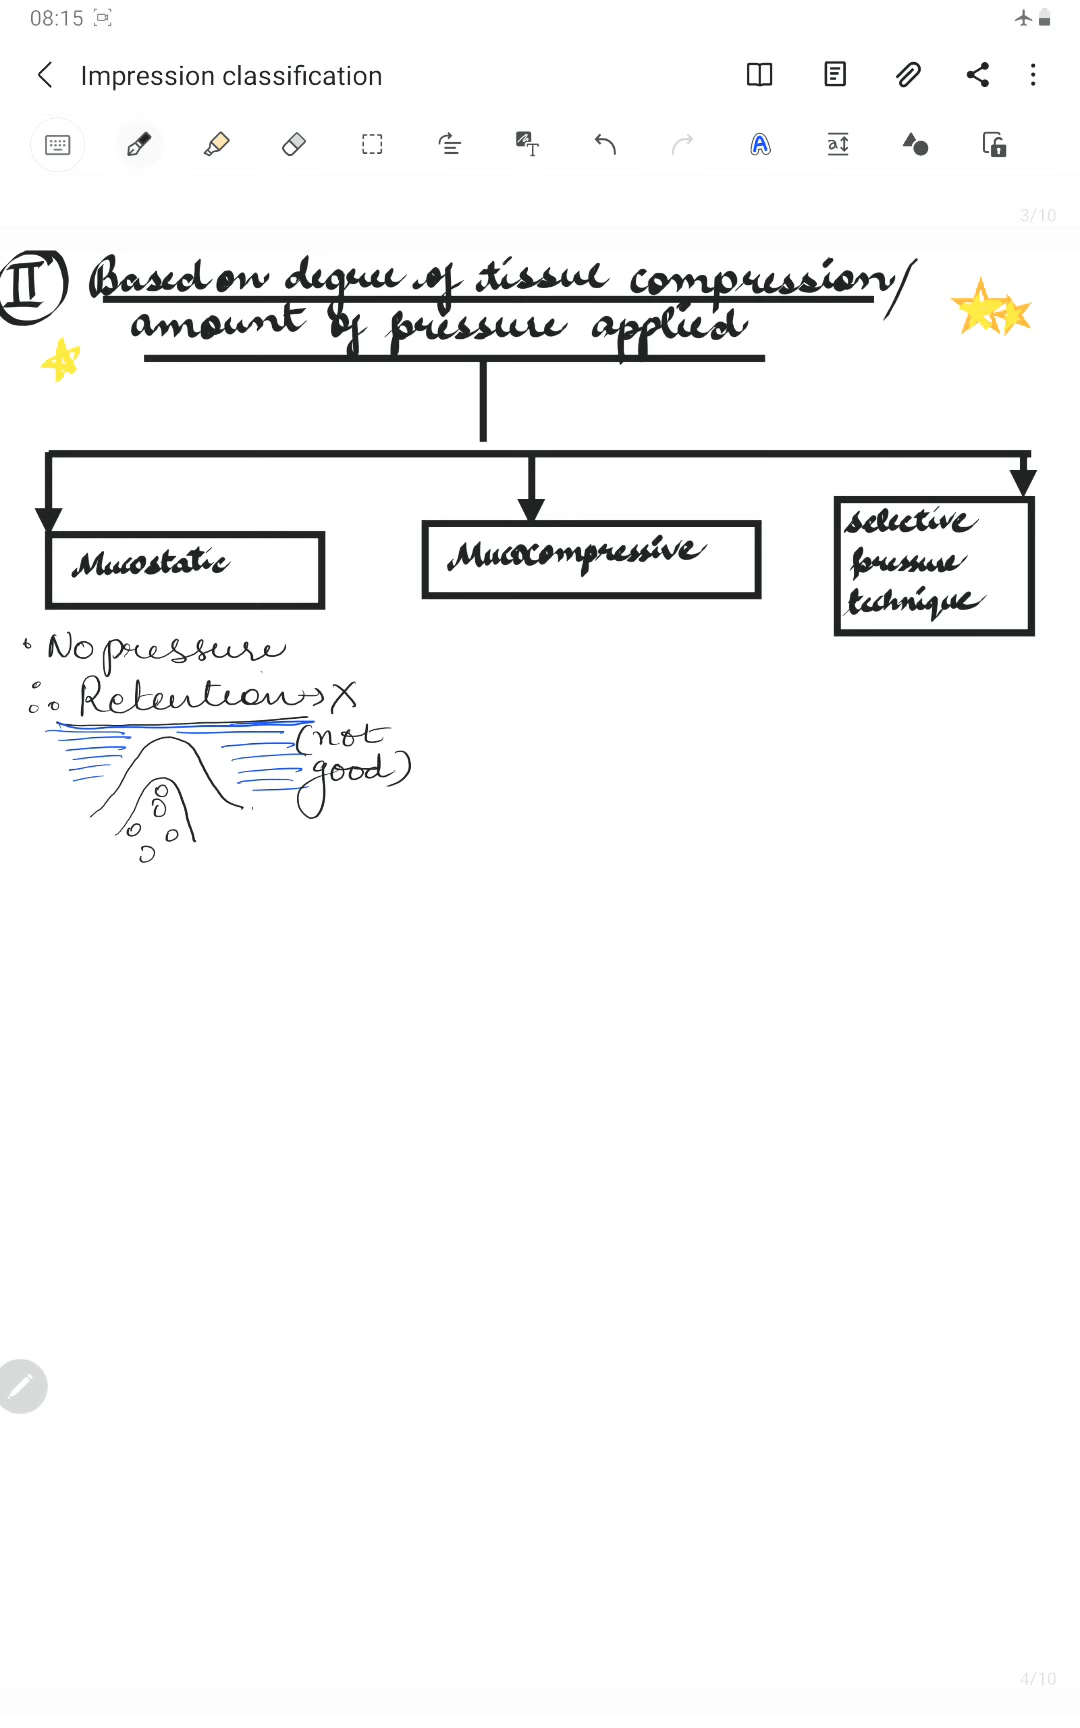 08:15
Impression classification
3/10
II Based on degree of tissue compression/
amount of pressure applied
Mucostatic
Mucocompressive
selective
pressure
technique
• No pressure
∴ Retention → X
(not
good)
4/10